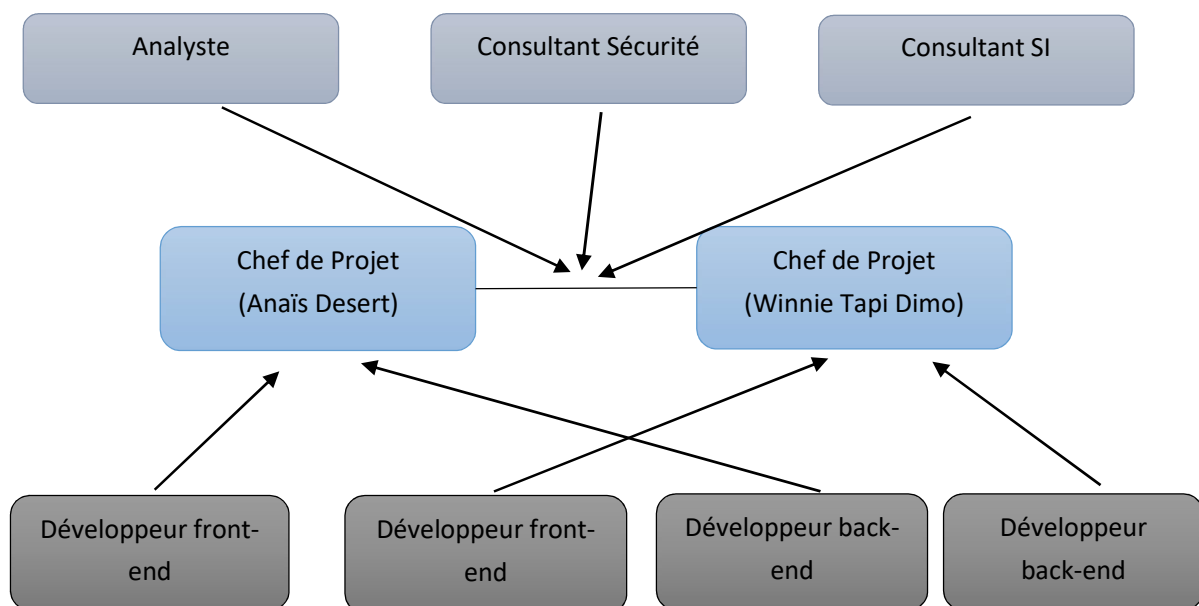 Analyste
Consultant Sécurité
Consultant SI
Chef de Projet
(Anaïs Desert)
Chef de Projet
(Winnie Tapi Dimo)
Développeur front-
end
Développeur front-
end
Développeur back-
end
Développeur
back-end